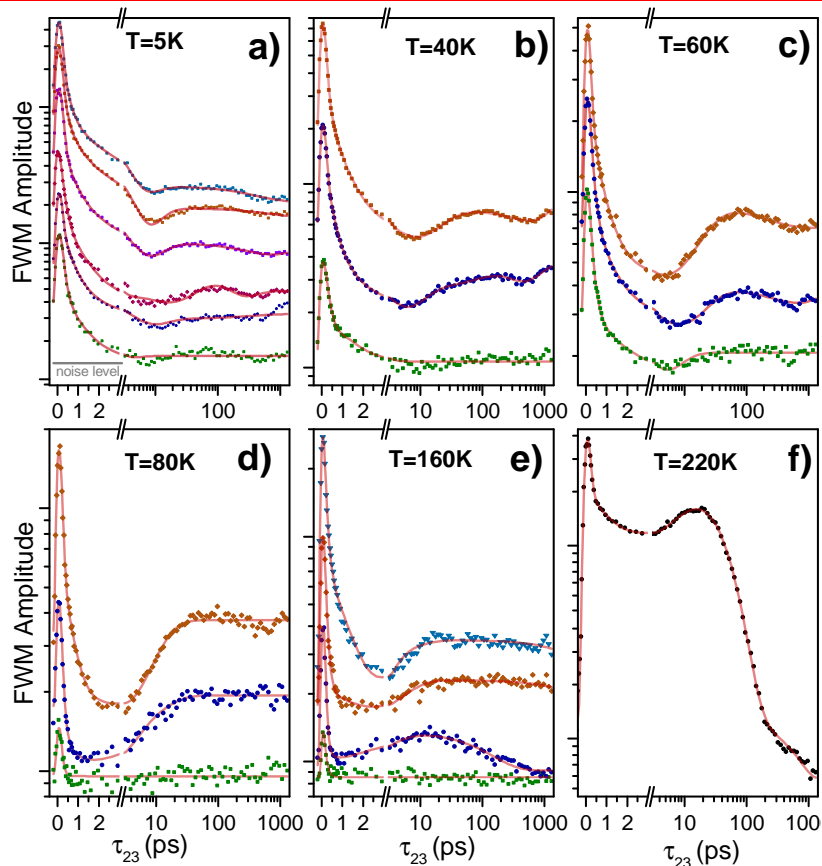 T=5K
a)
T=40K
b)
T=60K
c)
FWM Amplitude
noise level
0 1 2 100
0 1 2 10 100 1000
0 1 2 100
T=80K
d)
T=160K
e)
T=220K
f)
FWM Amplitude
0 1 2 10 100 1000
0 1 2 10 100 1000
0 1 2 10 100 1000
τ23 (ps)
τ23 (ps)
τ23 (ps)